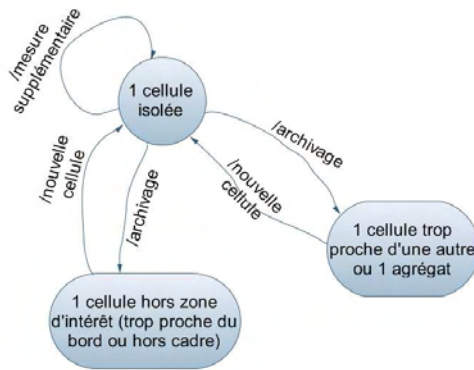 /mesure
supplémentaire
1 cellule
isolée
/archivage
/nouvelle
cellule
/nouvelle
cellule
/archivage
1 cellule trop
proche d'une autre
ou 1 agrégat
1 cellule hors zone
d'intérêt (trop proche du
bord ou hors cadre)